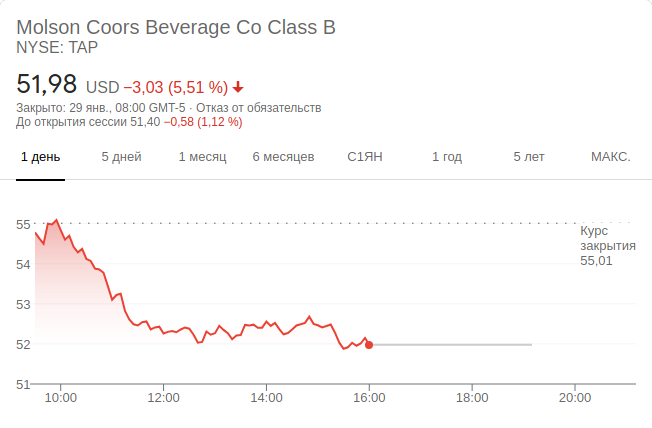 Molson Coors Beverage Co Class B
NYSE: TAP
51,98 USD −3,03 (5,51 %)
Закрыто: 29 янв., 08:00 GMT-5 · Отказ от обязательств
До открытия сессии 51,40 −0,58 (1,12 %)
1 день 5 дней 1 месяц 6 месяцев С1ЯН 1 год 5 лет МАКС.
55
Курс
закрытия
55,01
54
53
52
51
10:00 12:00 14:00 16:00 18:00 20:00